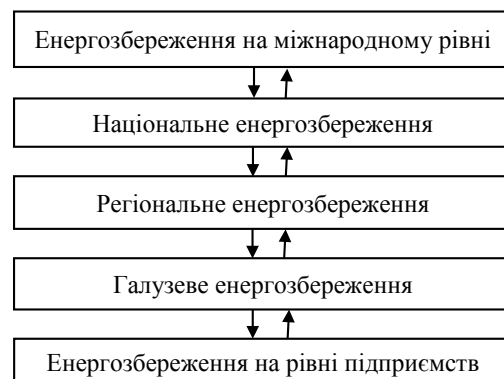 Енергозбереження на міжнародному рівні
Національне енергозбереження
Регіональне енергозбереження
Галузеве енергозбереження
Енергозбереження на рівні підприємств